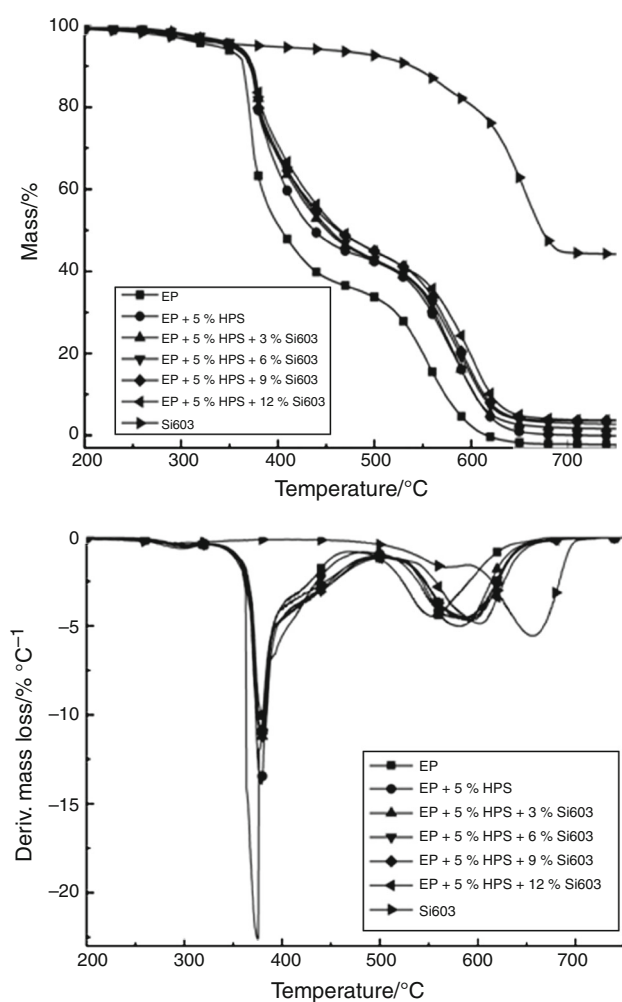 100
80
60
40
20
0
Mass/%
EP
EP + 5 % HPS
EP + 5 % HPS + 3 % Si603
EP + 5 % HPS + 6 % Si603
EP + 5 % HPS + 9 % Si603
EP + 5 % HPS + 12 % Si603
Si603
200 300 400 500 600 700
Temperature/°C
0
−5
−10
−15
−20
Deriv. mass loss/% °C−1
EP
EP + 5 % HPS
EP + 5 % HPS + 3 % Si603
EP + 5 % HPS + 6 % Si603
EP + 5 % HPS + 9 % Si603
EP + 5 % HPS + 12 % Si603
Si603
200 300 400 500 600 700
Temperature/°C